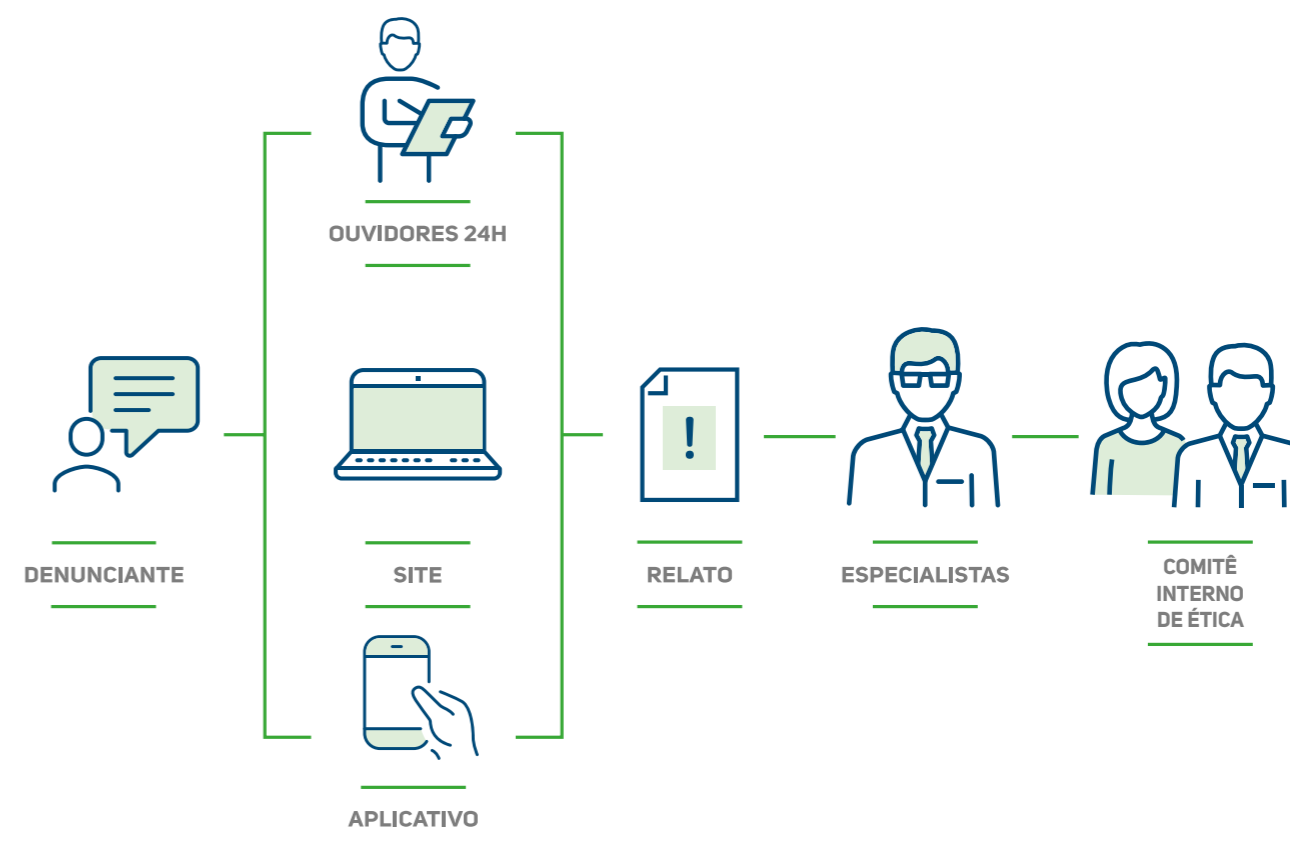 OUVIDORES 24H
DENUNCIANTE
SITE
RELATO
ESPECIALISTAS
COMITÊ
INTERNO
DE ÉTICA
APLICATIVO